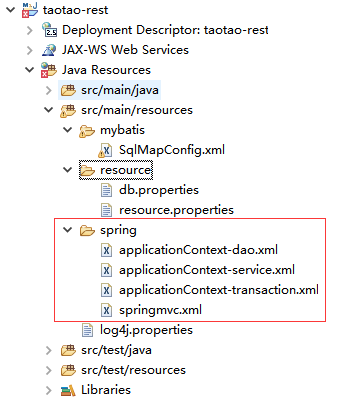 taotao-rest
Deployment Descriptor: taotao-rest
JAX-WS Web Services
Java Resources
src/main/java
src/main/resources
mybatis
SqlMapConfig.xml
resource
db.properties
resource.properties
spring
applicationContext-dao.xml
applicationContext-service.xml
applicationContext-transaction.xml
springmvc.xml
log4j.properties
src/test/java
src/test/resources
Libraries